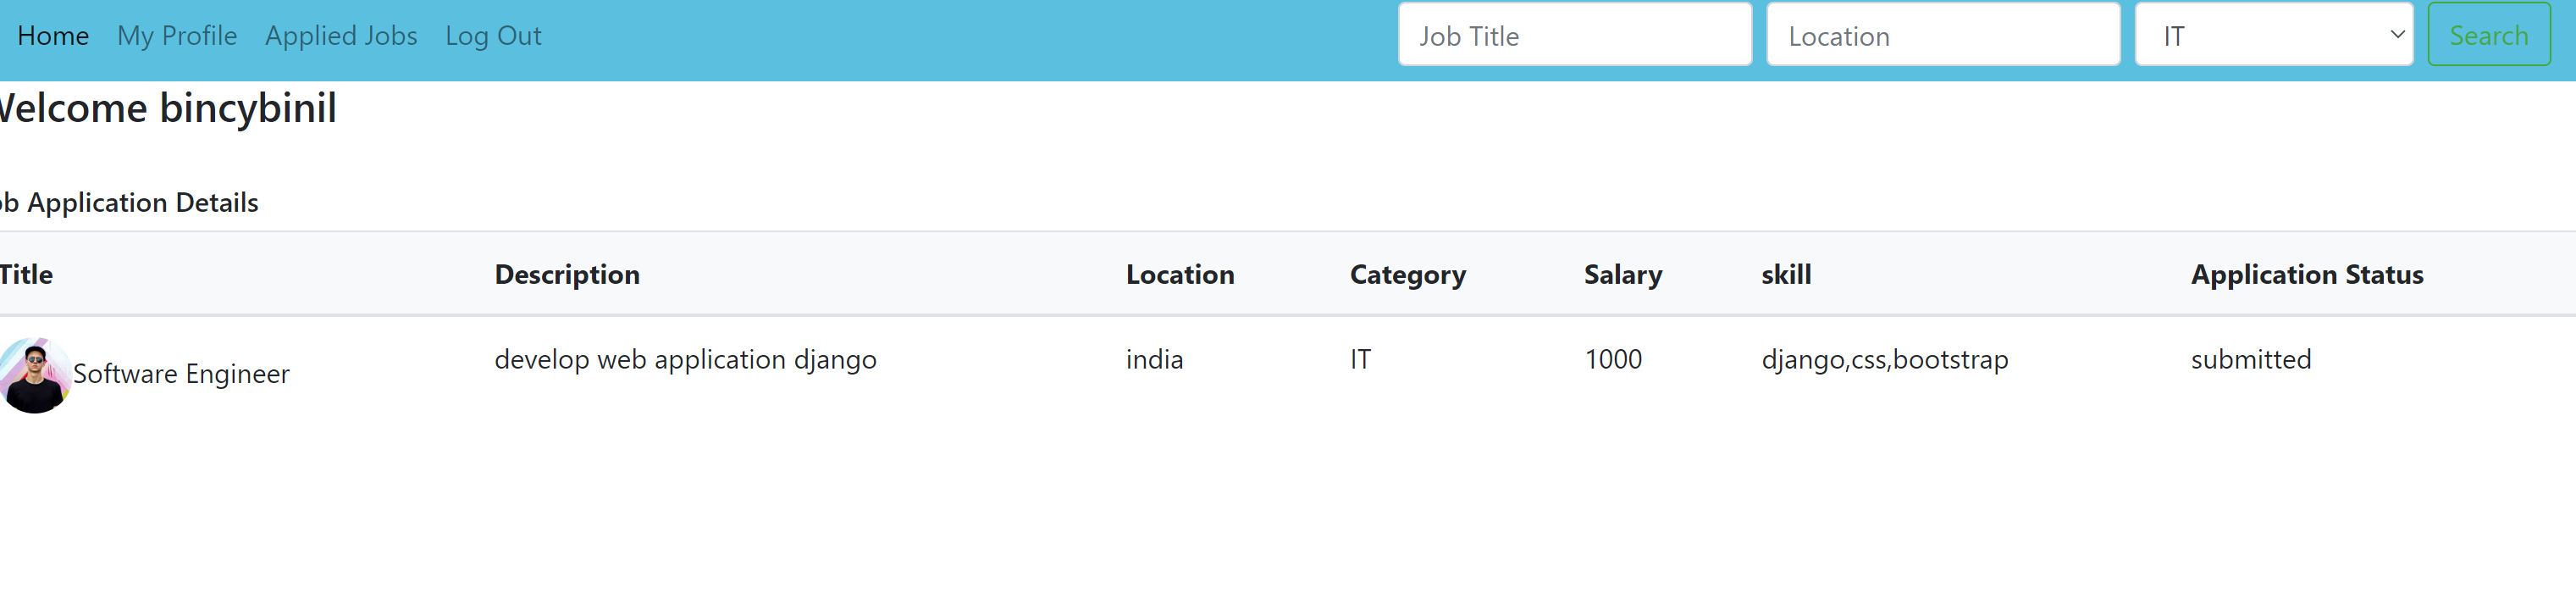 Home My Profile Applied Jobs Log Out Job Title Location IT Search
Welcome bincybinil
ob Application Details
Title Description Location Category Salary skill Application Status
Software Engineer develop web application django india IT 1000 django,css,bootstrap submitted